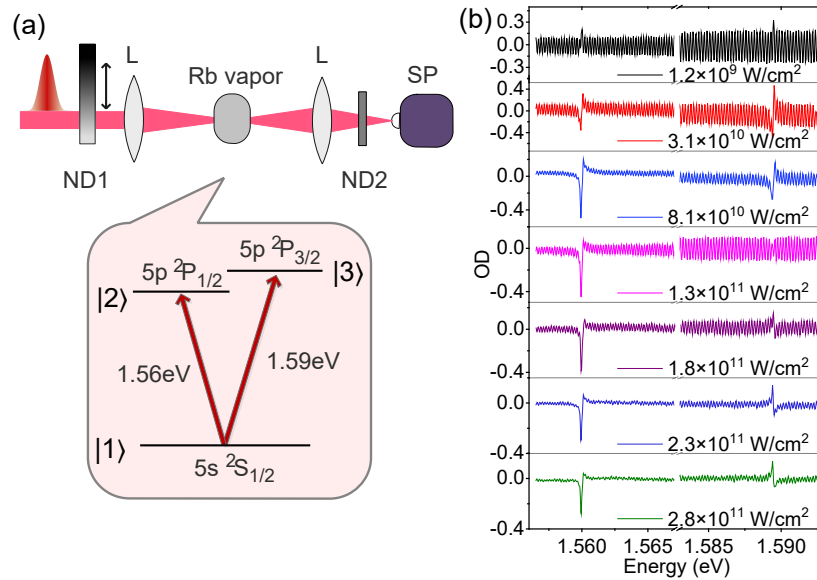 (a)
L
Rb vapor
L
SP
ND1
ND2
5p ²P₁/₂
5p ²P₃/₂
|2⟩
|3⟩
1.56eV
1.59eV
|1⟩
5s ²S₁/₂
(b)
0.3
0.0
-0.3
1.2×10⁹ W/cm²
0.4
0.0
-0.4
3.1×10¹⁰ W/cm²
0.0
-0.4
8.1×10¹⁰ W/cm²
0.0
-0.4
1.3×10¹¹ W/cm²
0.0
-0.4
1.8×10¹¹ W/cm²
0.0
-0.4
2.3×10¹¹ W/cm²
0.0
-0.4
2.8×10¹¹ W/cm²
OD
1.560 1.565 1.585 1.590
Energy (eV)